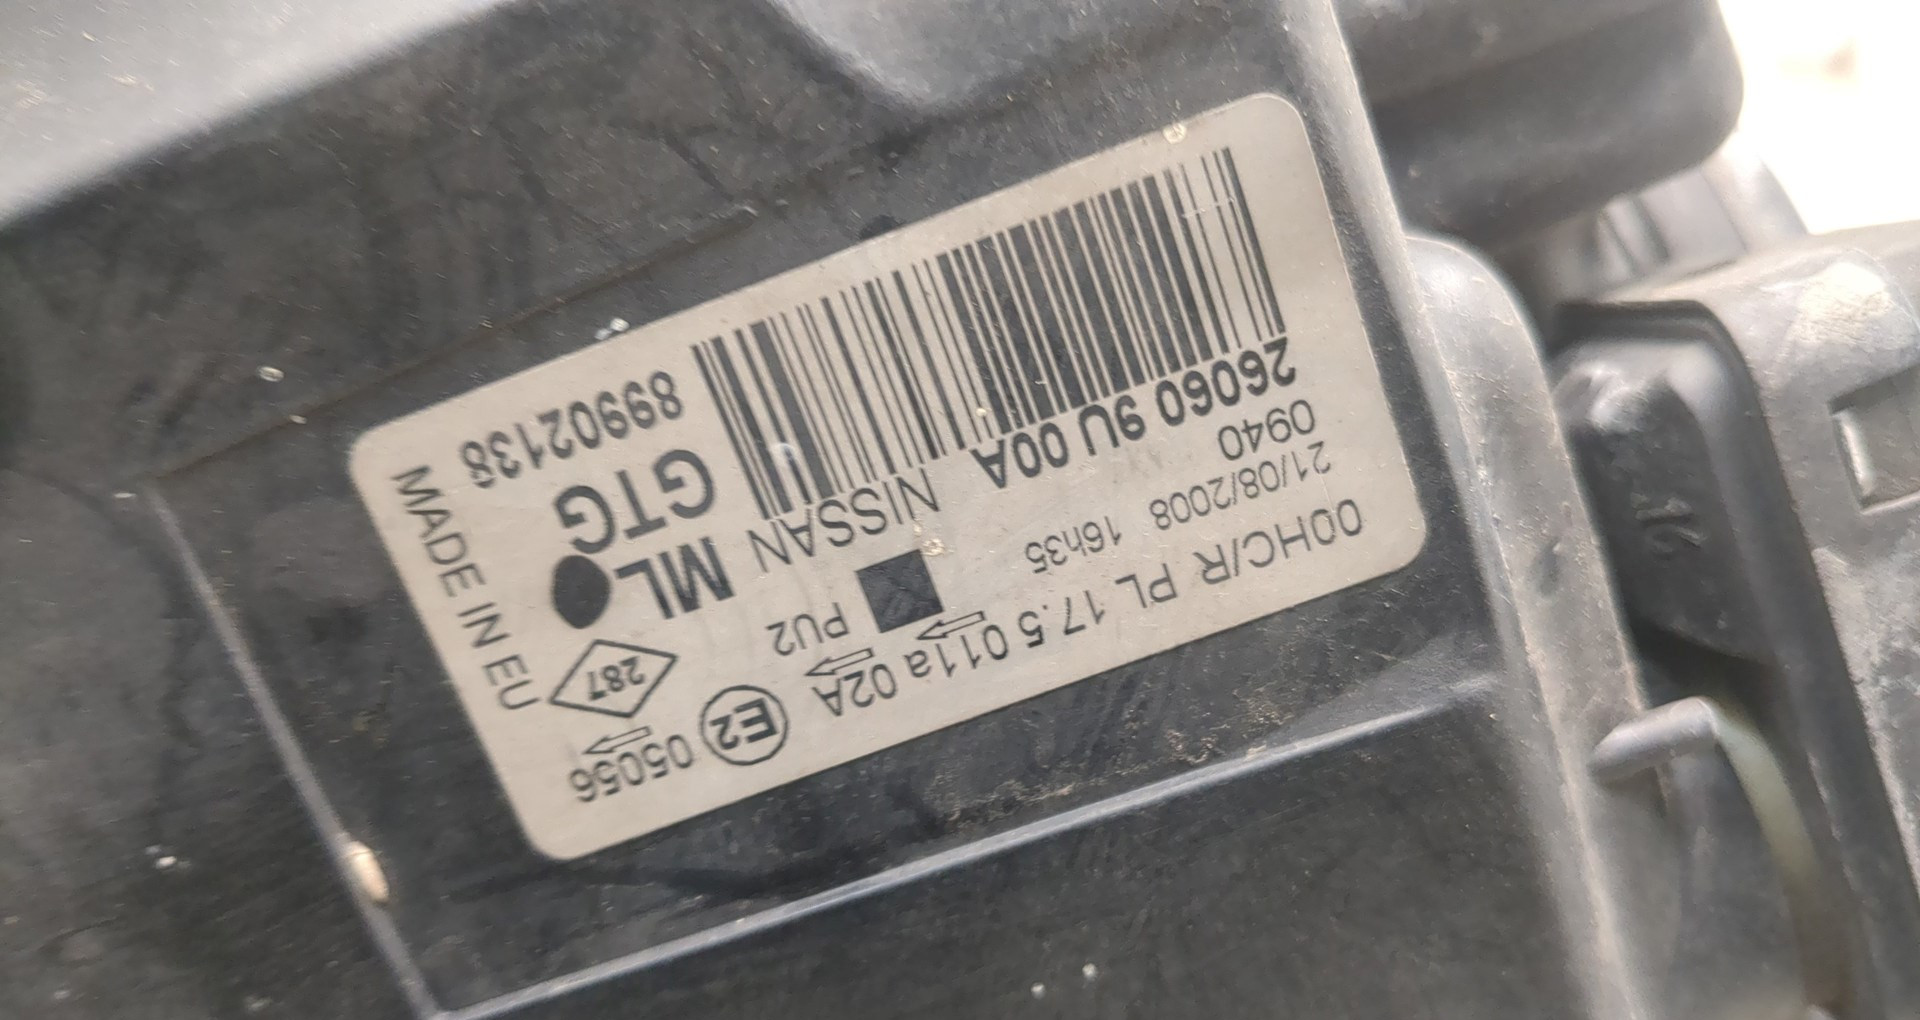 00HC/R PL 17.5 011a 02A E2 05056
21/08/2008 16h35 PU2 287
0940
26060 9U 00A NISSAN ML
GTG
89902138
MADE IN EU